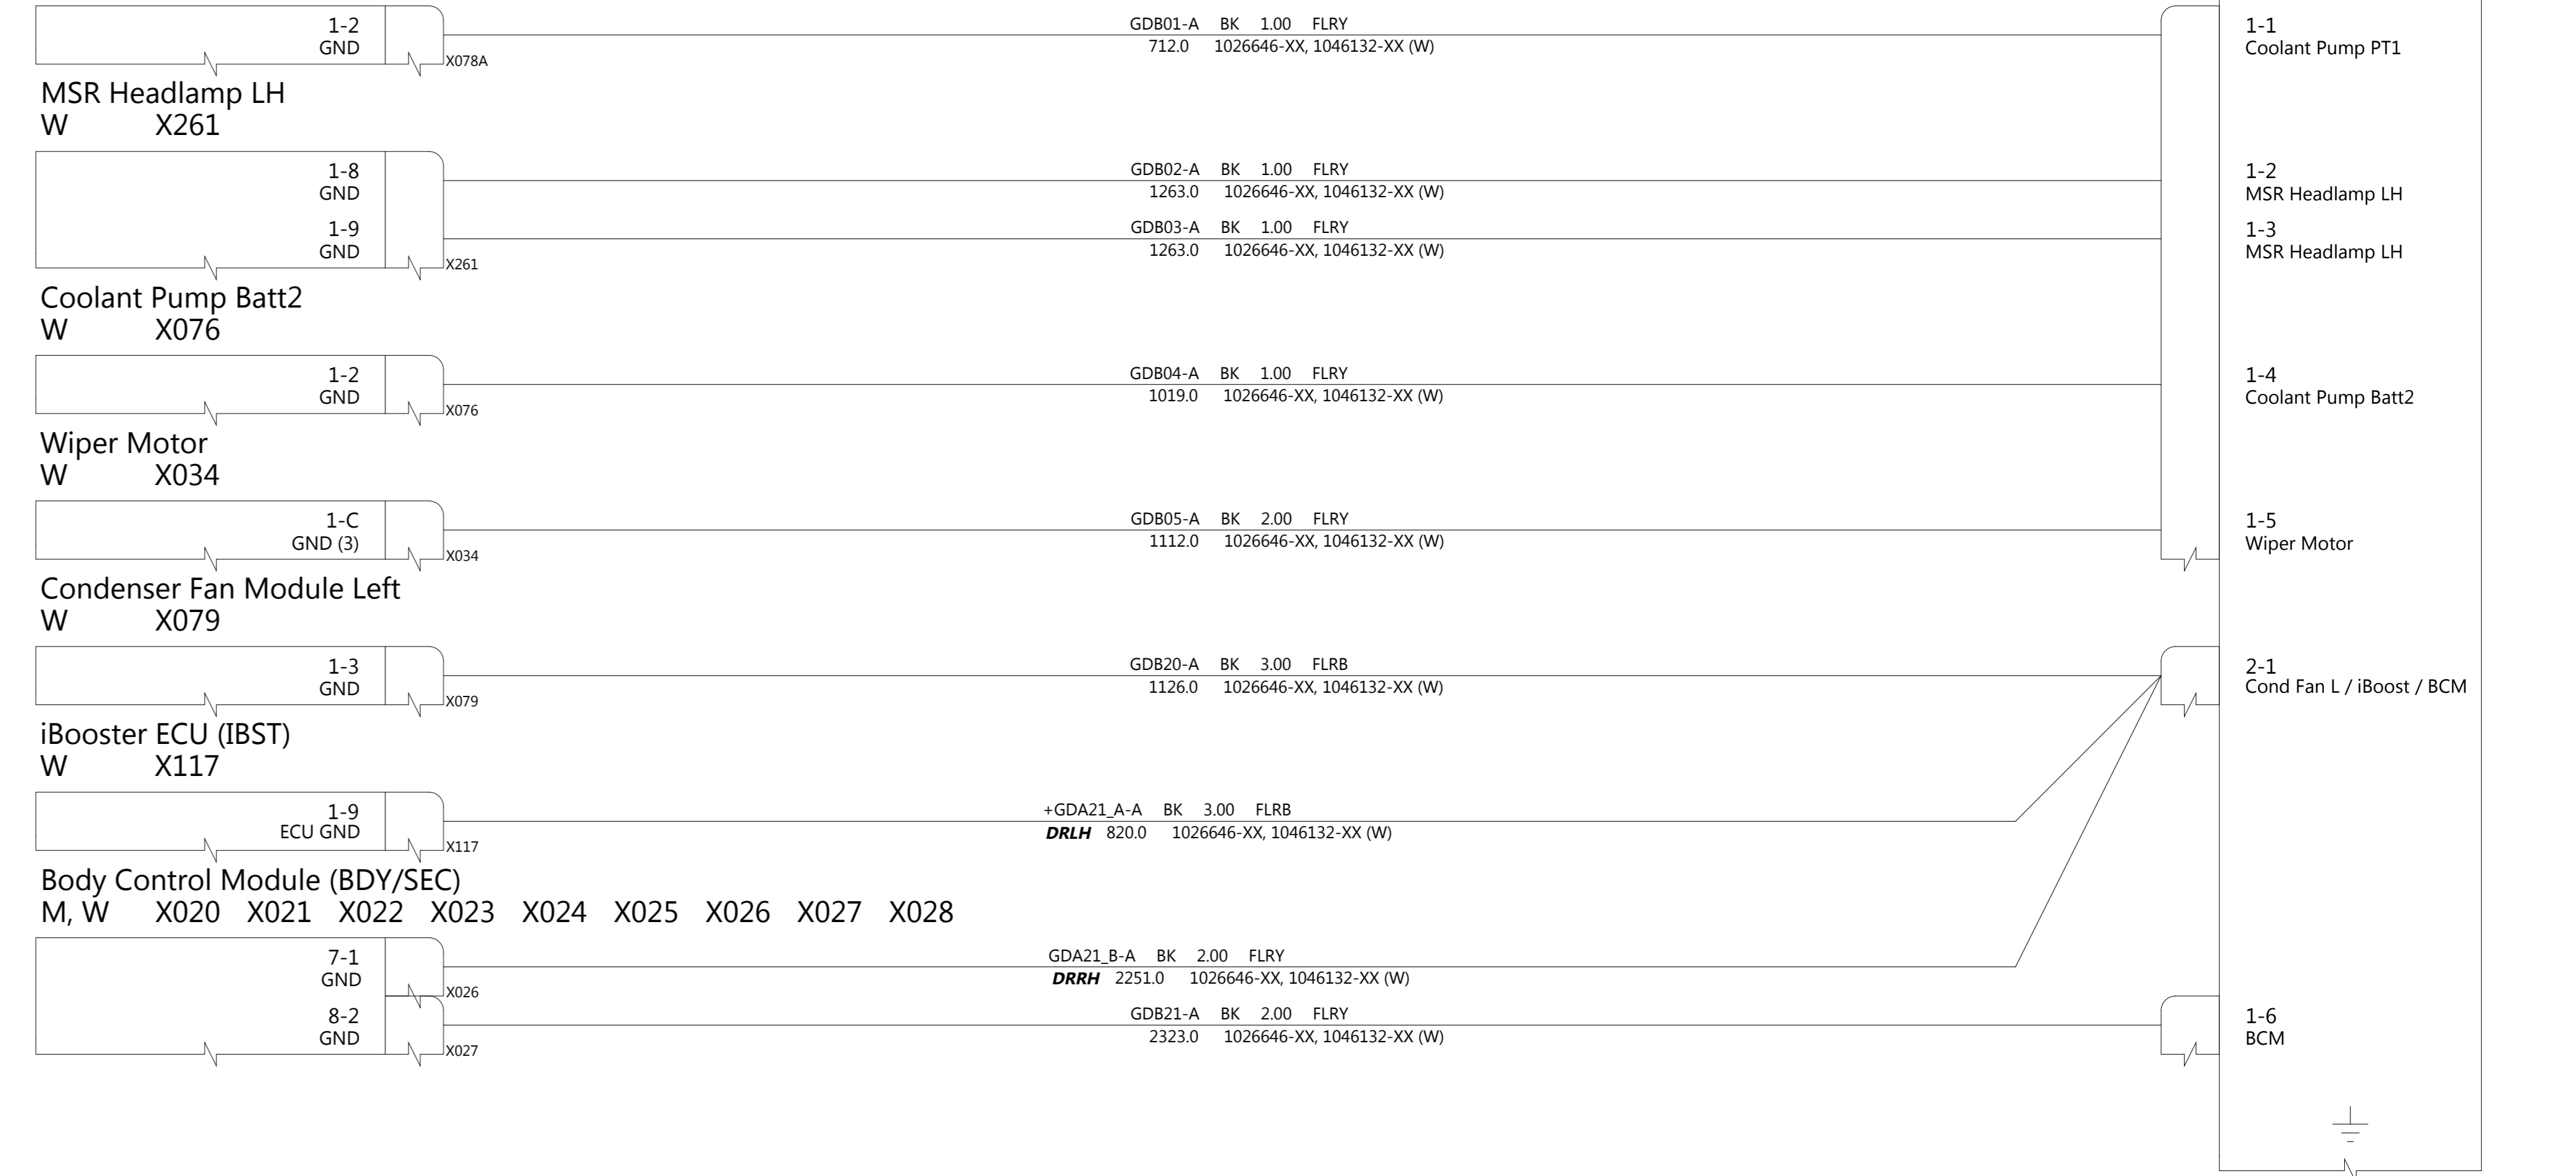 1-2 GDB01-A BK 1.00 FLRY 1-1
GND 712.0 1026646-XX, 1046132-XX (W) Coolant Pump PT1
X078A
MSR Headlamp LH
W X261
1-8 GDB02-A BK 1.00 FLRY 1-2
GND 1263.0 1026646-XX, 1046132-XX (W) MSR Headlamp LH
1-9 GDB03-A BK 1.00 FLRY 1-3
GND 1263.0 1026646-XX, 1046132-XX (W) MSR Headlamp LH
X261
Coolant Pump Batt2
W X076
1-2 GDB04-A BK 1.00 FLRY 1-4
GND 1019.0 1026646-XX, 1046132-XX (W) Coolant Pump Batt2
X076
Wiper Motor
W X034
1-C GDB05-A BK 2.00 FLRY 1-5
GND (3) 1112.0 1026646-XX, 1046132-XX (W) Wiper Motor
X034
Condenser Fan Module Left
W X079
1-3 GDB20-A BK 3.00 FLRB 2-1
GND 1126.0 1026646-XX, 1046132-XX (W) Cond Fan L / iBoost / BCM
X079
iBooster ECU (IBST)
W X117
1-9 +GDA21_A-A BK 3.00 FLRB
ECU GND DRLH 820.0 1026646-XX, 1046132-XX (W)
X117
Body Control Module (BDY/SEC)
M, W X020 X021 X022 X023 X024 X025 X026 X027 X028
7-1 GDA21_B-A BK 2.00 FLRY
GND DRRH 2251.0 1026646-XX, 1046132-XX (W)
X026
8-2 GDB21-A BK 2.00 FLRY 1-6
GND 2323.0 1026646-XX, 1046132-XX (W) BCM
X027